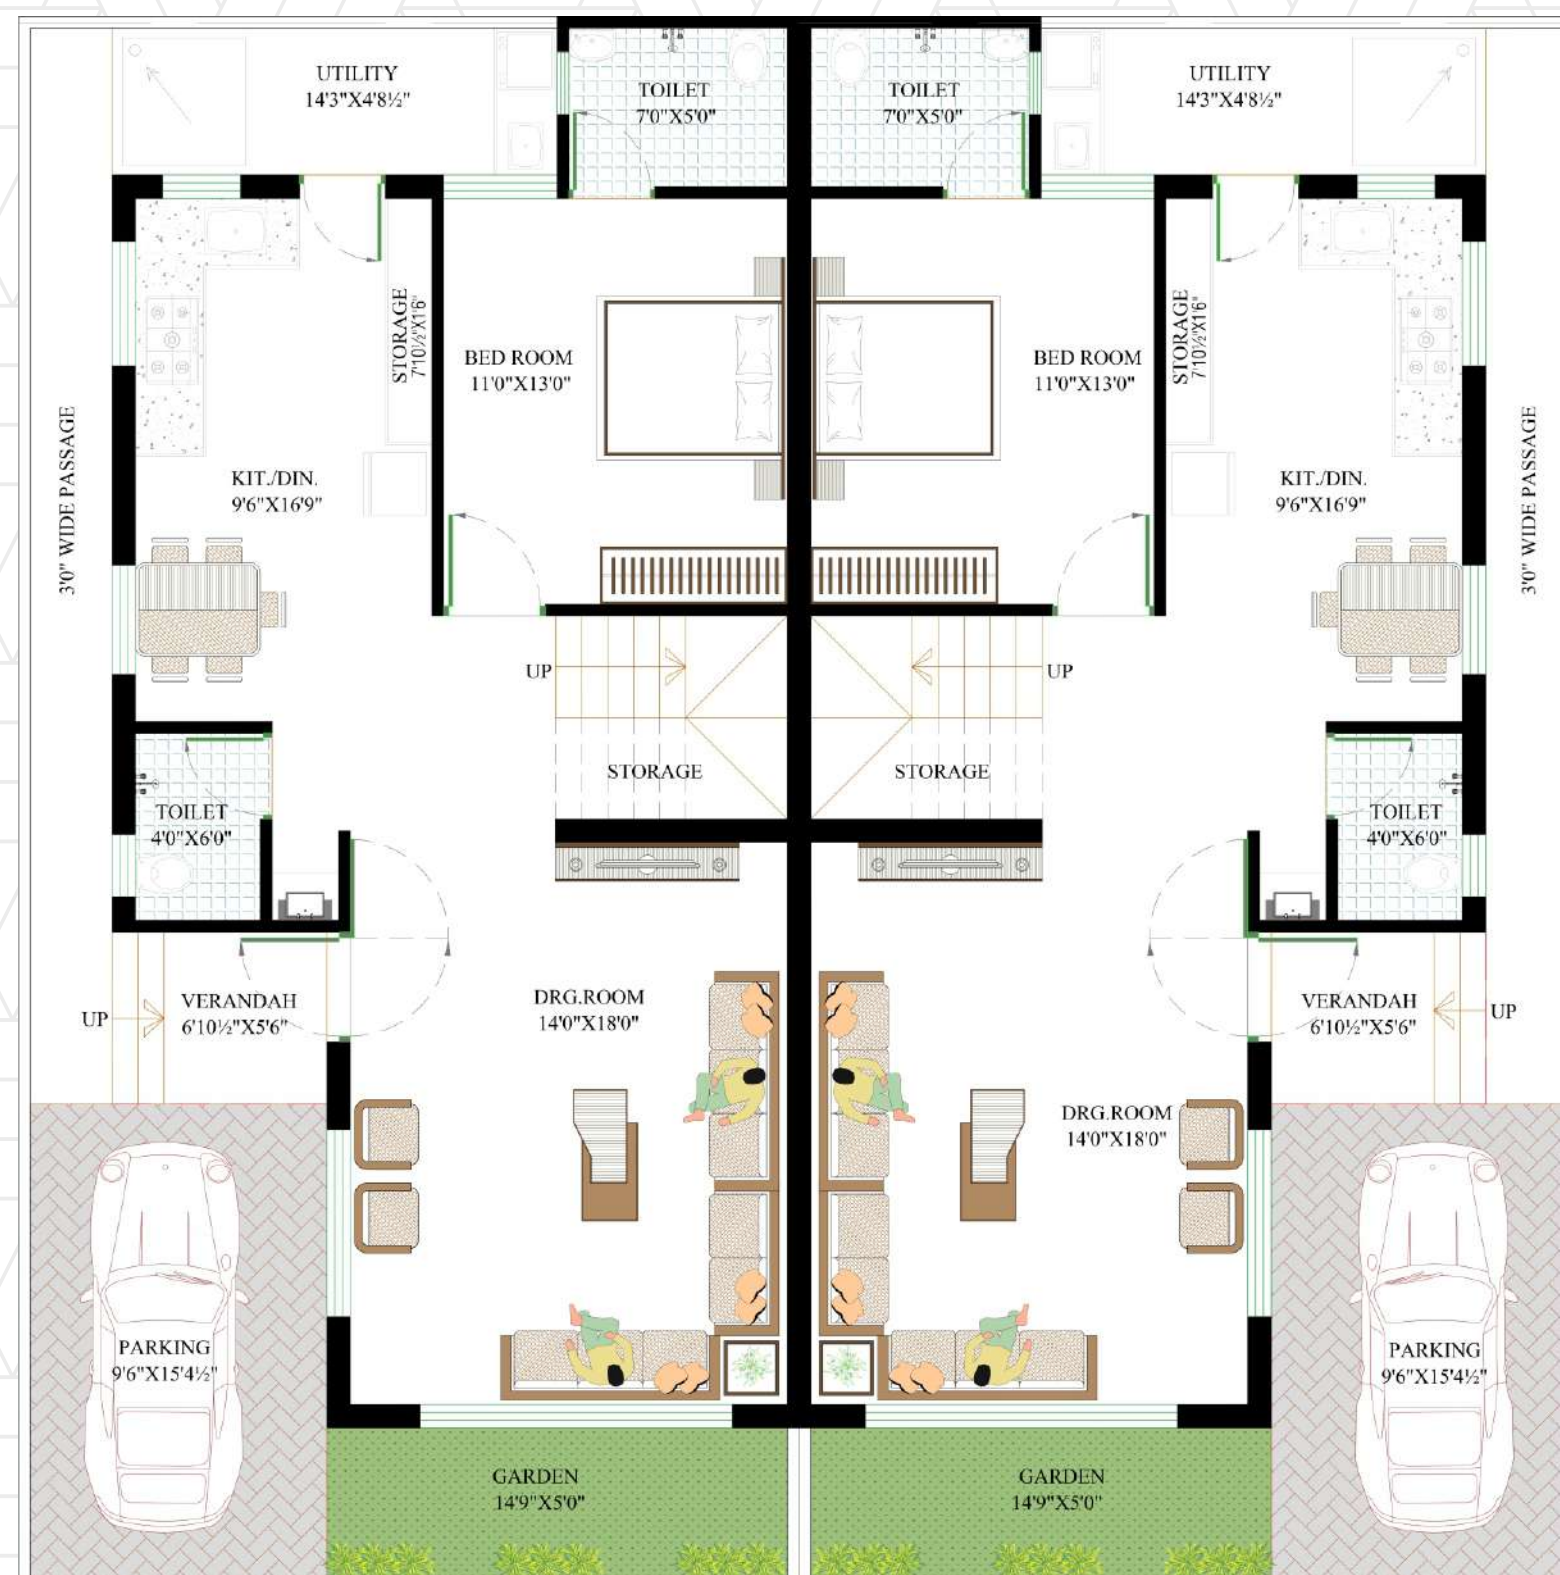 UTILITY
14'3"X4'8½"
TOILET
7'0"X5'0"
TOILET
7'0"X5'0"
UTILITY
14'3"X4'8½"
STORAGE
7'10½"X1'6"
BED ROOM
11'0"X13'0"
BED ROOM
11'0"X13'0"
STORAGE
7'10½"X1'6"
3'0" WIDE PASSAGE
KIT./DIN.
9'6"X16'9"
KIT./DIN.
9'6"X16'9"
3'0" WIDE PASSAGE
UP
UP
STORAGE
STORAGE
TOILET
4'0"X6'0"
TOILET
4'0"X6'0"
UP
VERANDAH
6'10½"X5'6"
DRG.ROOM
14'0"X18'0"
VERANDAH
6'10½"X5'6"
UP
DRG.ROOM
14'0"X18'0"
PARKING
9'6"X15'4½"
PARKING
9'6"X15'4½"
GARDEN
14'9"X5'0"
GARDEN
14'9"X5'0"